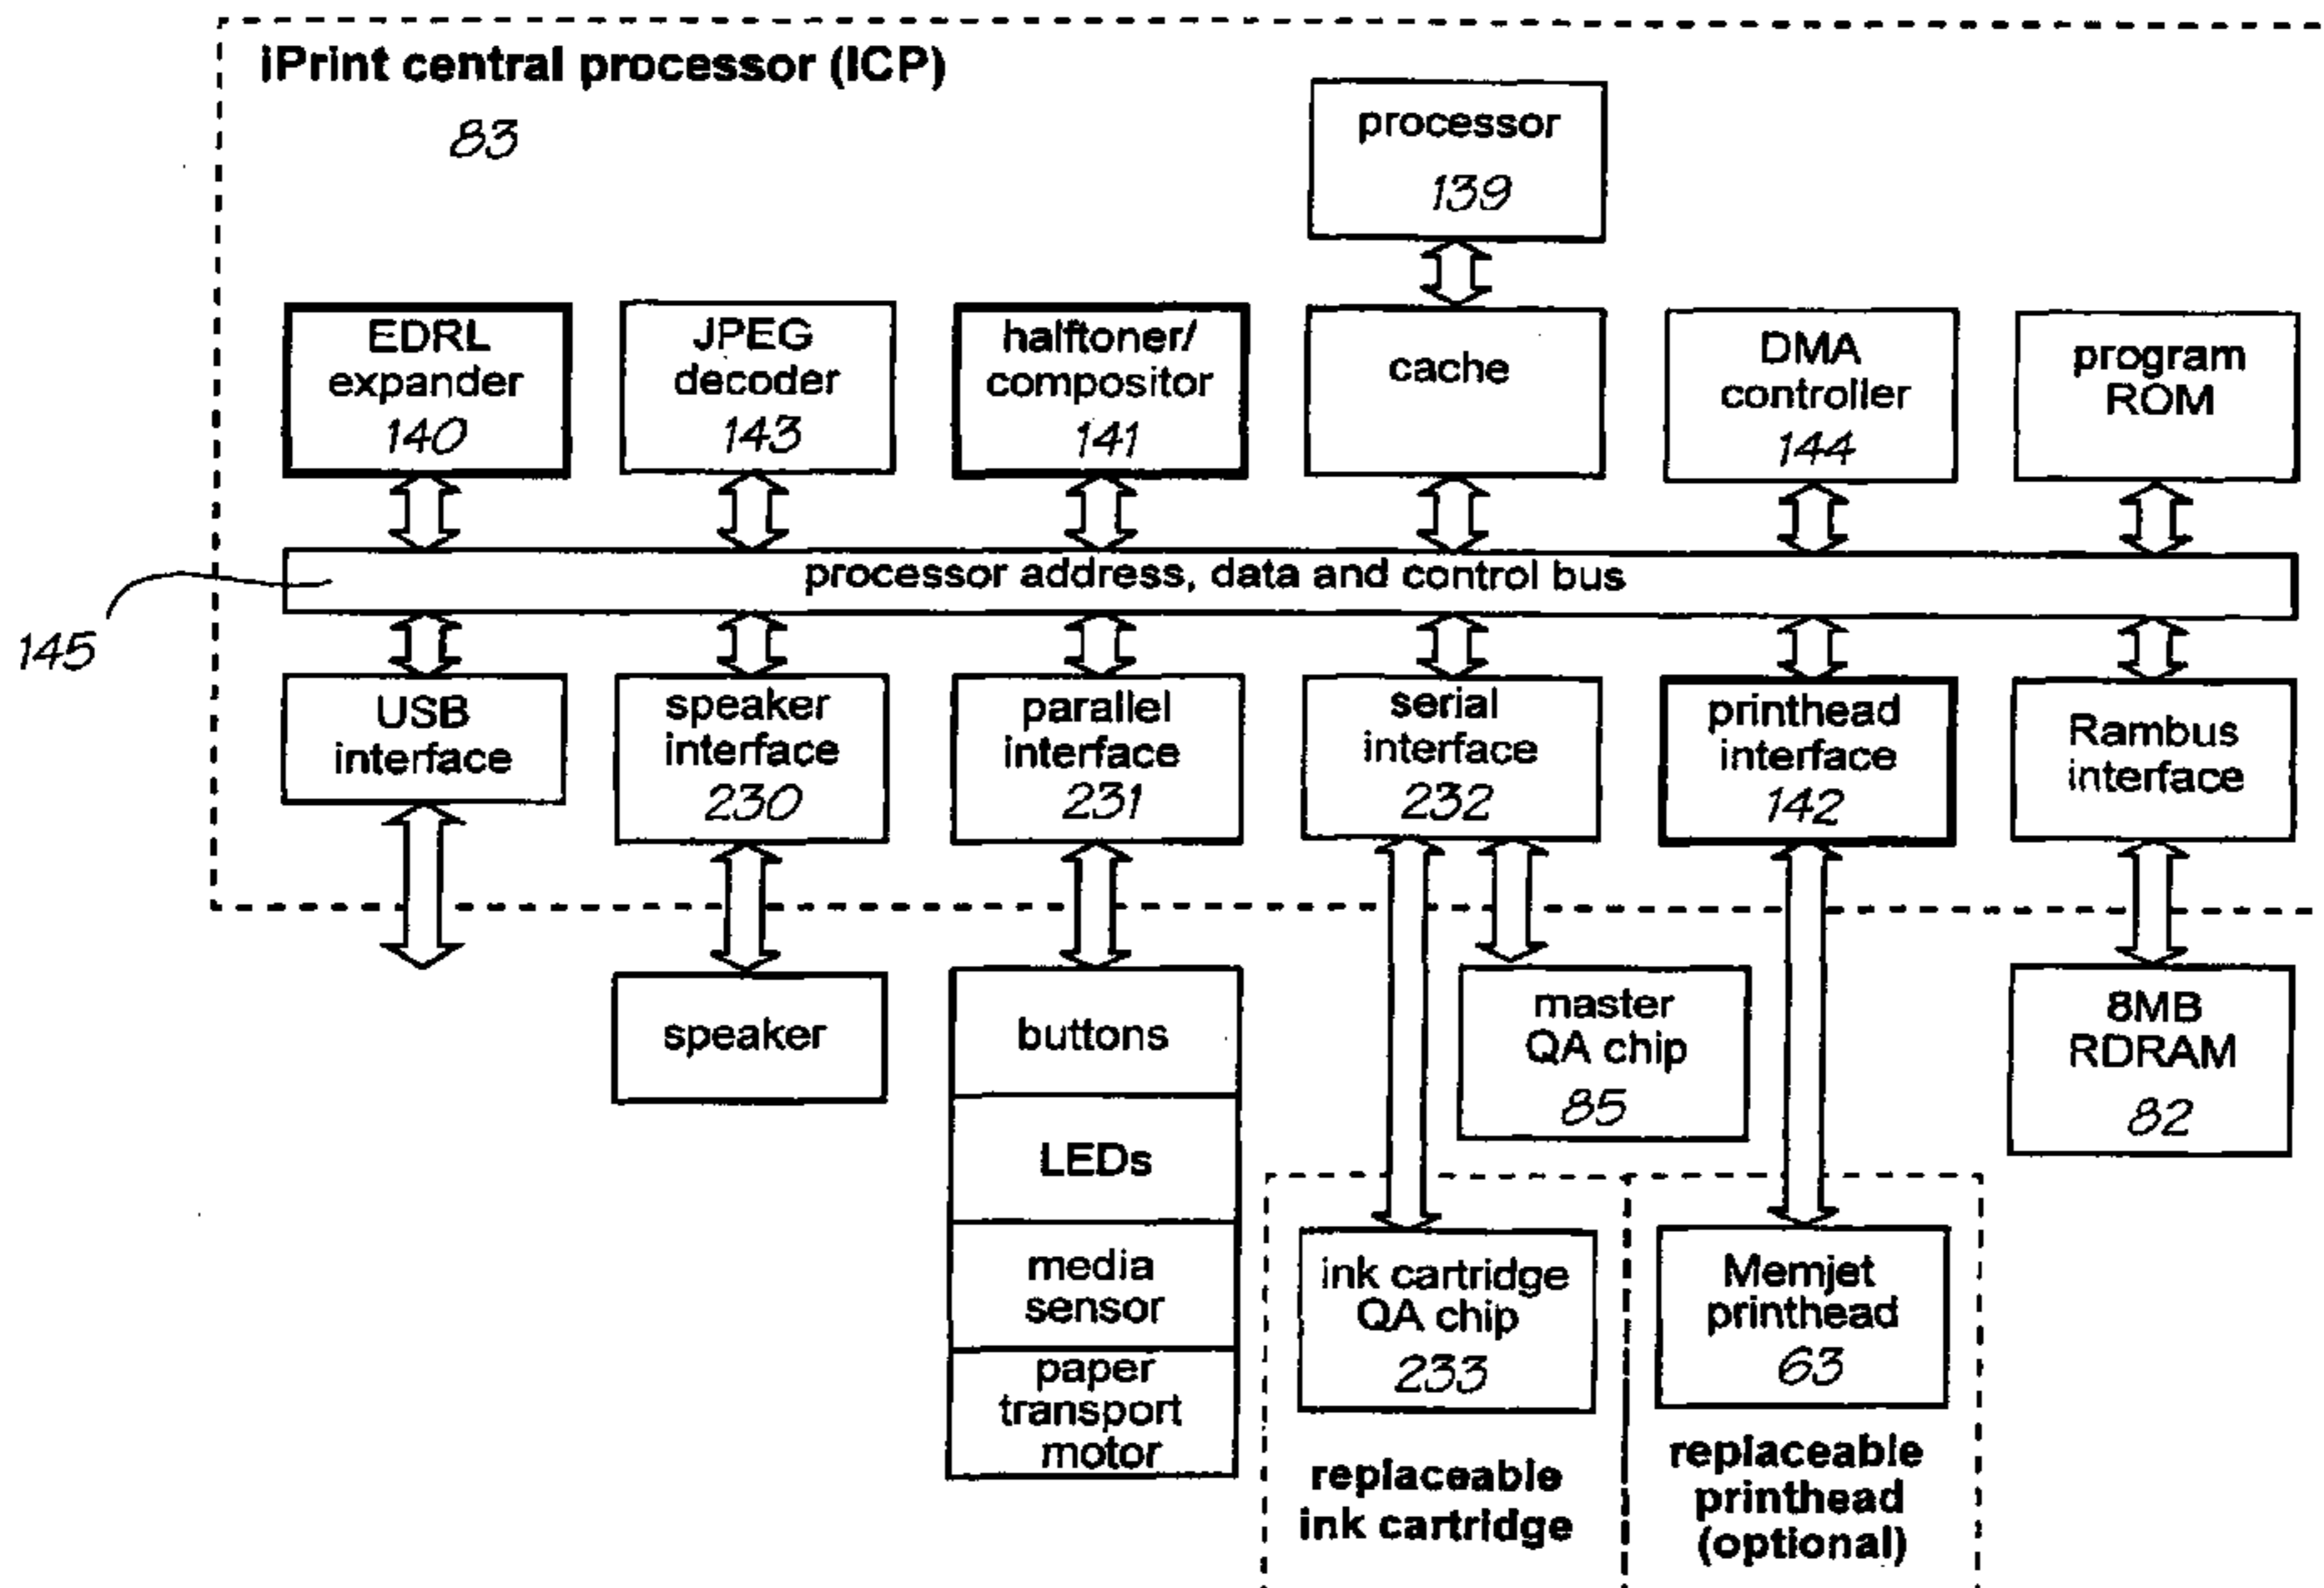 iPrint central processor (ICP)
83
processor
139
EDRL
expander
140
JPEG
decoder
143
halftoner/
compositor
141
cache
DMA
controller
144
program
ROM
processor address, data and control bus
145
USB
interface
speaker
interface
230
parallel
interface
231
serial
interface
232
printhead
interface
142
Rambus
interface
speaker
buttons
LEDs
media
sensor
paper
transport
motor
master
QA chip
85
8MB
RDRAM
82
ink cartridge
QA chip
233
replaceable
ink cartridge
Memjet
printhead
63
replaceable
printhead
(optional)